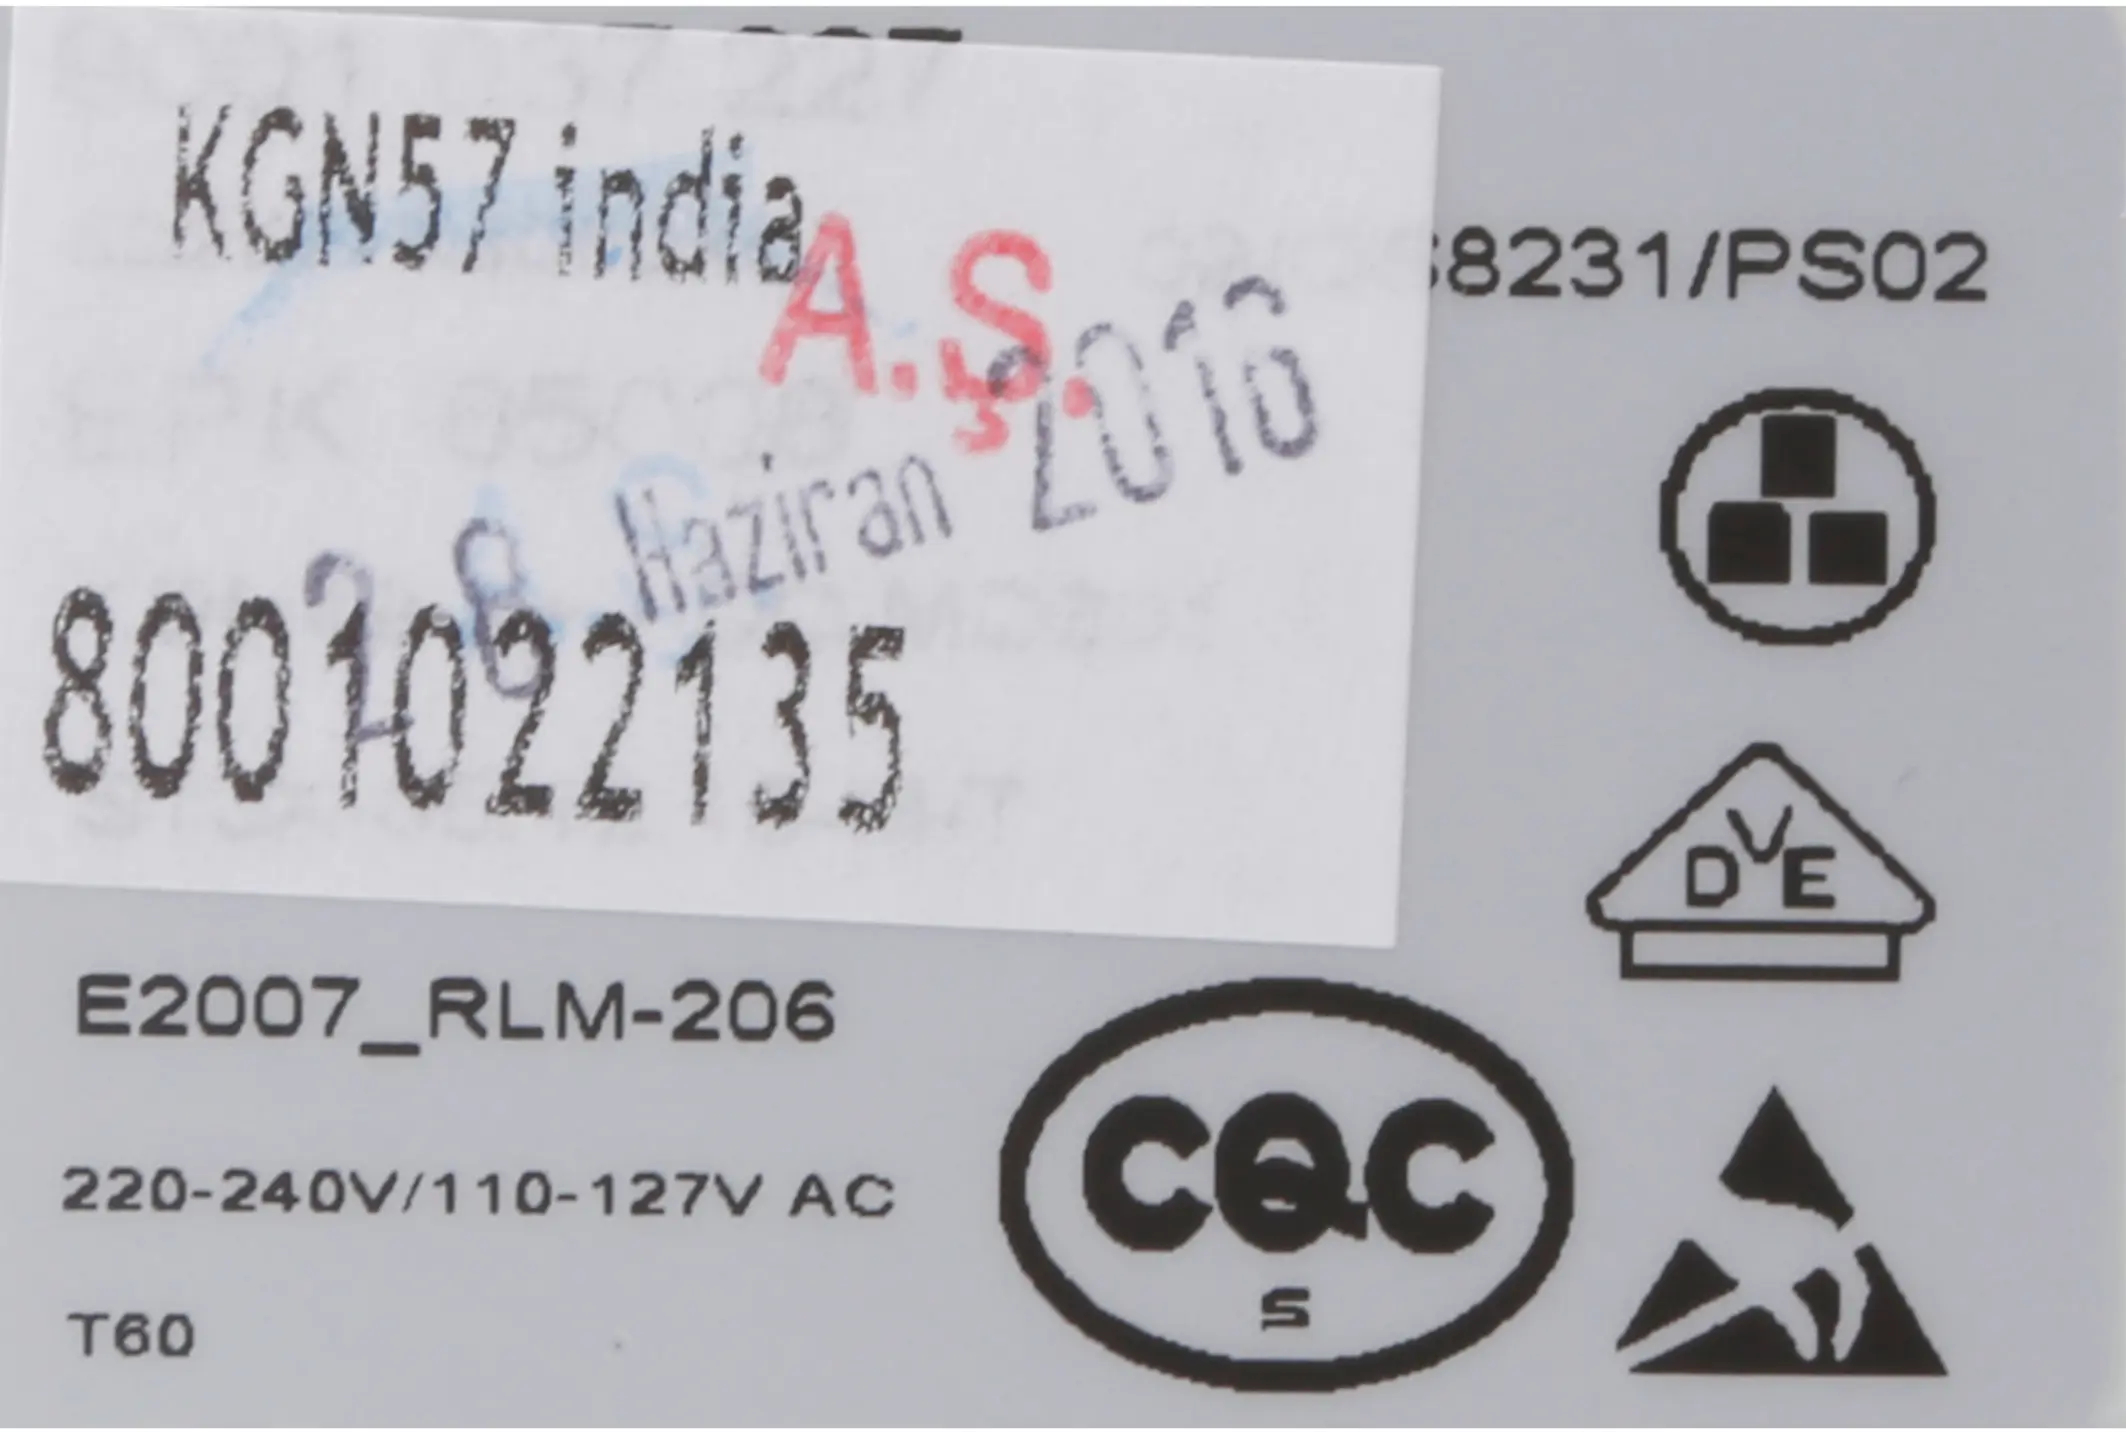 KGN57 india
A.Ş.
28 Haziran 2016
8001022135
8231/PS02
DVE
E2007_RLM-206
220-240V/110-127V AC
T60
CQC
S